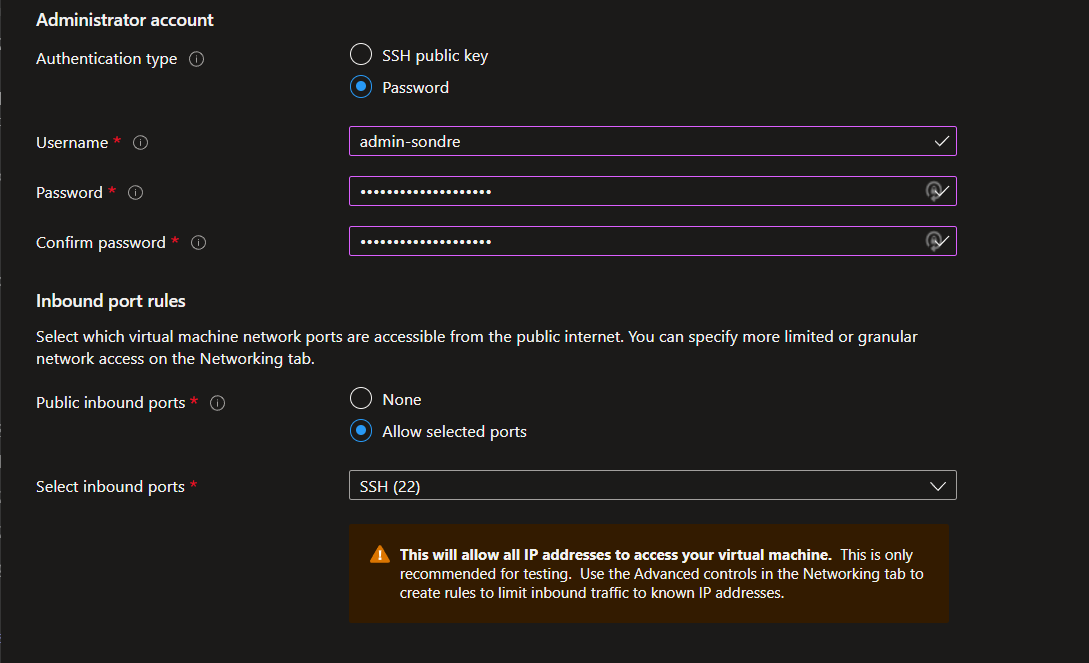 Administrator account
Authentication type
SSH public key
Password
Username *
admin-sondre
Password *
••••••••••••••••••••
Confirm password *
••••••••••••••••••••
Inbound port rules
Select which virtual machine network ports are accessible from the public internet. You can specify more limited or granular
network access on the Networking tab.
Public inbound ports *
None
Allow selected ports
Select inbound ports *
SSH (22)
This will allow all IP addresses to access your virtual machine. This is only
recommended for testing. Use the Advanced controls in the Networking tab to
create rules to limit inbound traffic to known IP addresses.